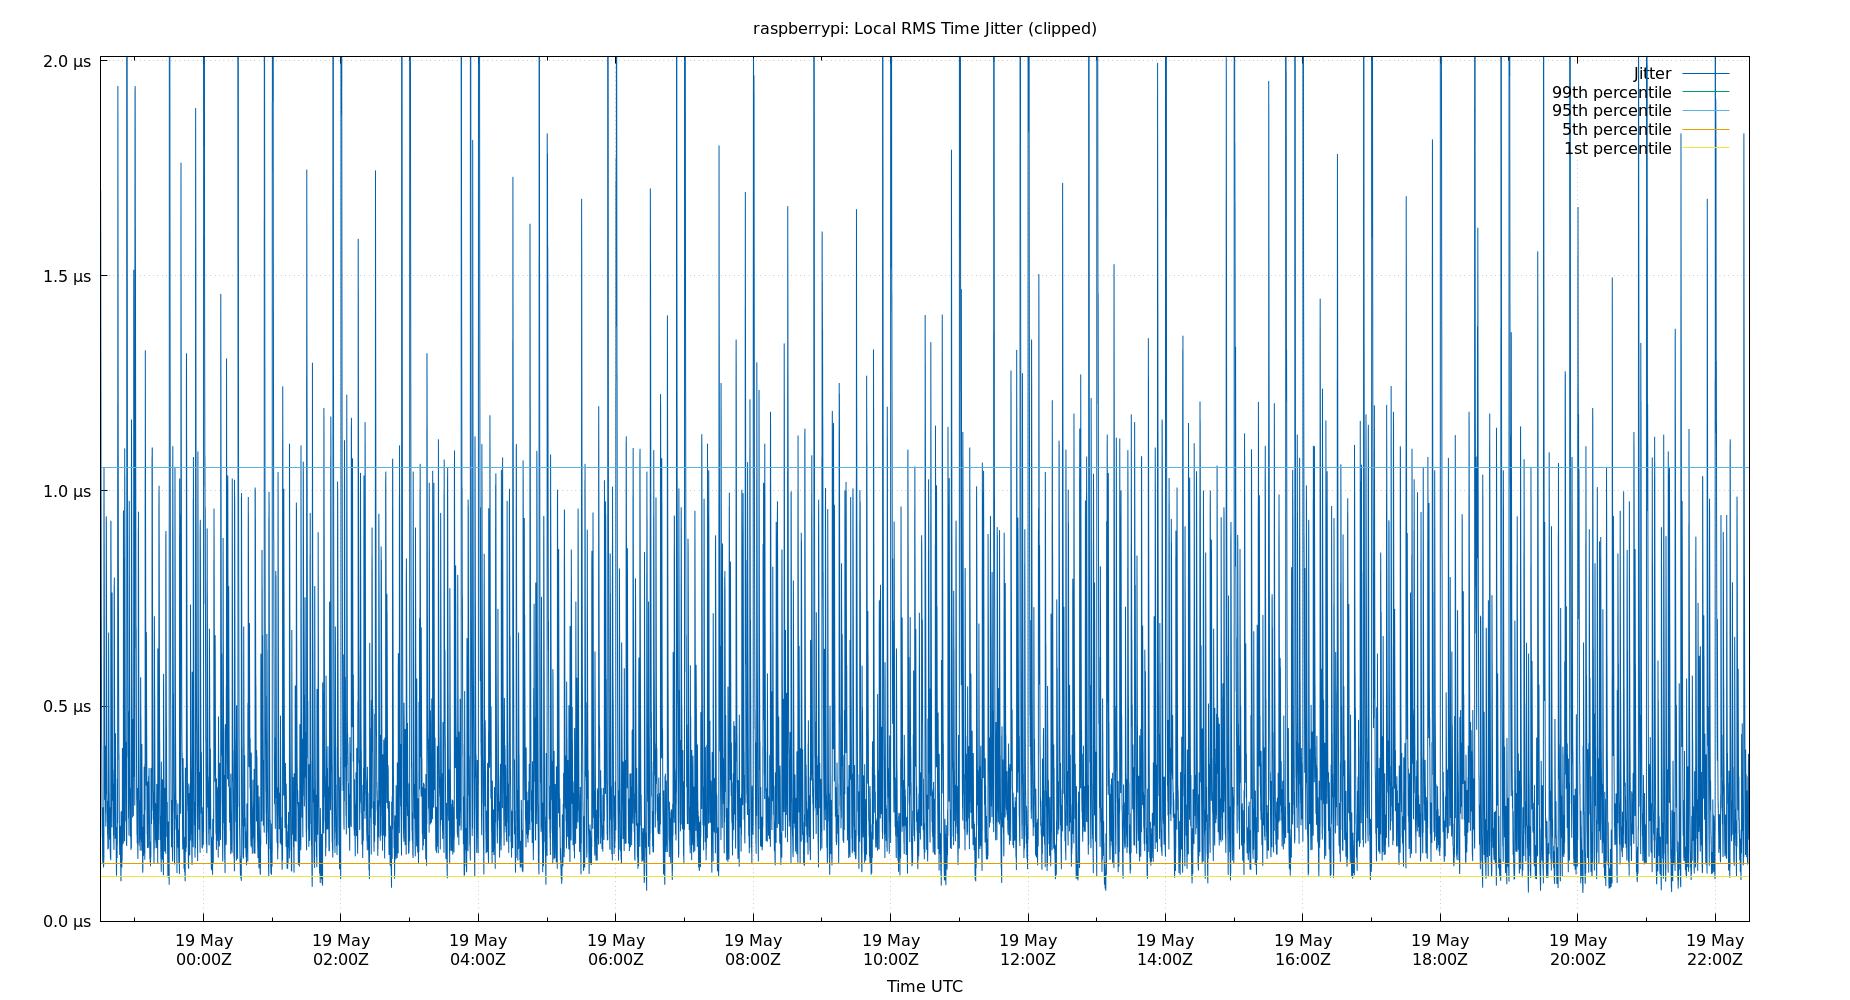 raspberrypi: Local RMS Time Jitter (clipped)
2.0 µs
1.5 µs
1.0 µs
0.5 µs
0.0 µs
Jitter
99th percentile
95th percentile
5th percentile
1st percentile
19 May 19 May 19 May 19 May 19 May 19 May 19 May 19 May 19 May 19 May 19 May 19 May
00:00Z 02:00Z 04:00Z 06:00Z 08:00Z 10:00Z 12:00Z 14:00Z 16:00Z 18:00Z 20:00Z 22:00Z
Time UTC